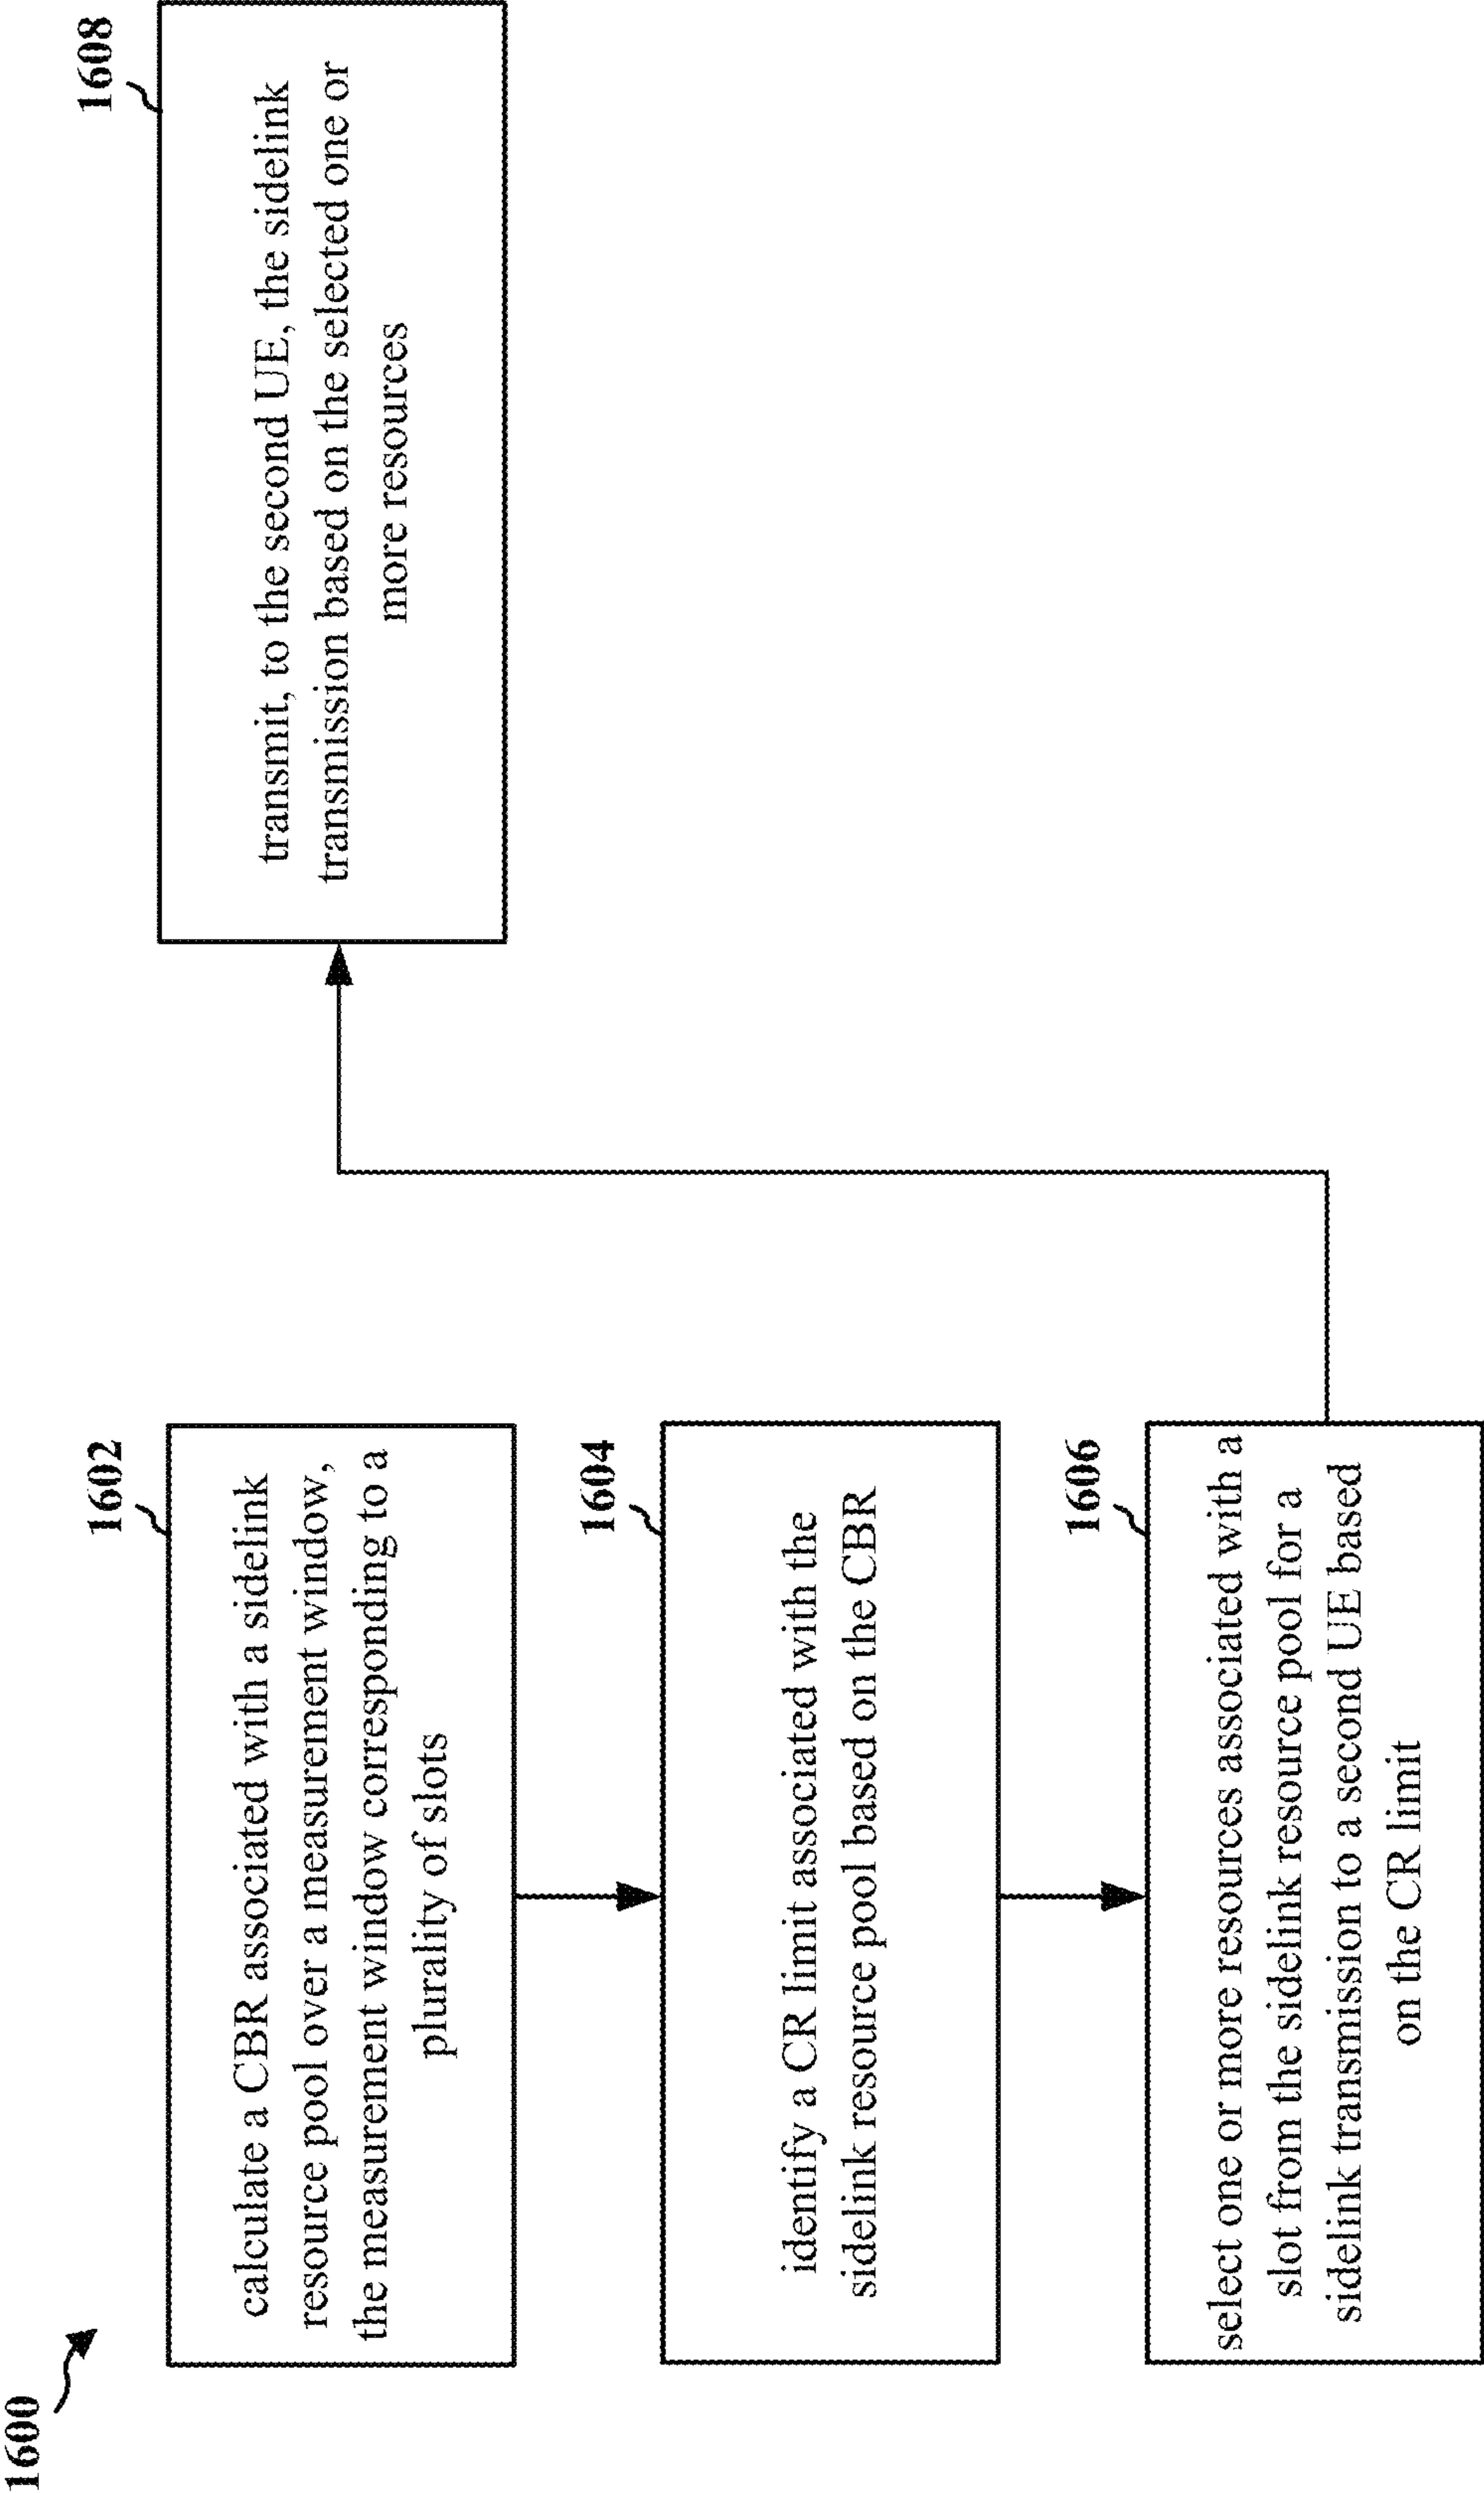 1600
1602
calculate a CBR associated with a sidelink
resource pool over a measurement window,
the measurement window corresponding to a
plurality of slots
1604
identify a CR limit associated with the
sidelink resource pool based on the CBR
1606
select one or more resources associated with a
slot from the sidelink resource pool for a
sidelink transmission to a second UE based
on the CR limit
1608
transmit, to the second UE, the sidelink
transmission based on the selected one or
more resources